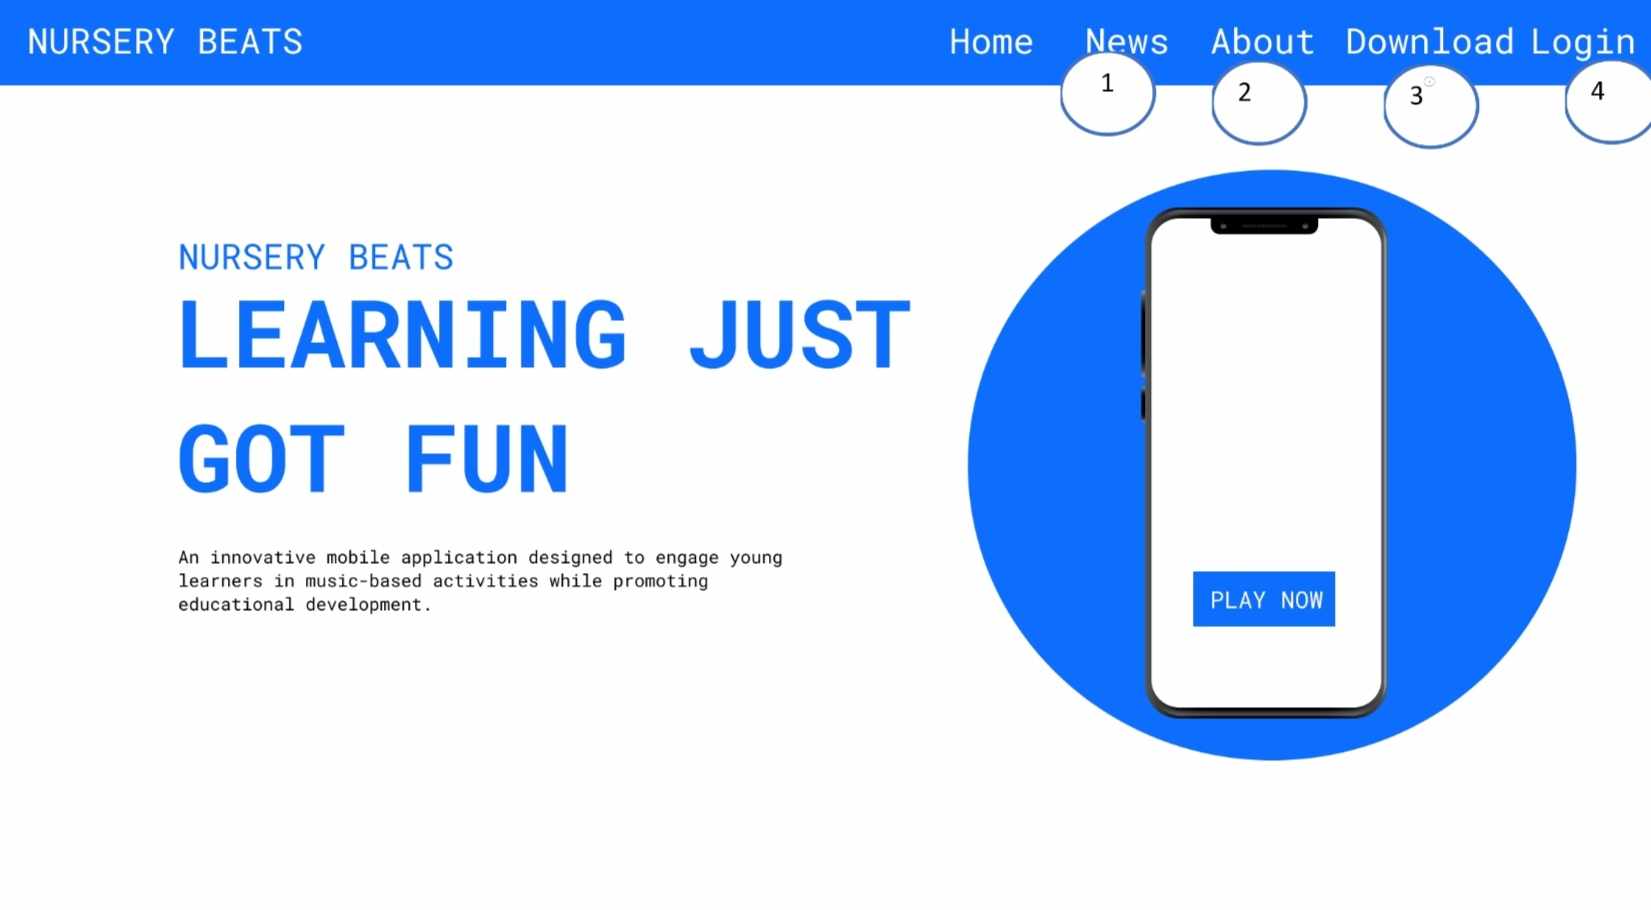 NURSERY BEATS
Home News About Download Login
1 2 3 4
NURSERY BEATS
LEARNING JUST
GOT FUN
An innovative mobile application designed to engage young
learners in music-based activities while promoting
educational development.
PLAY NOW